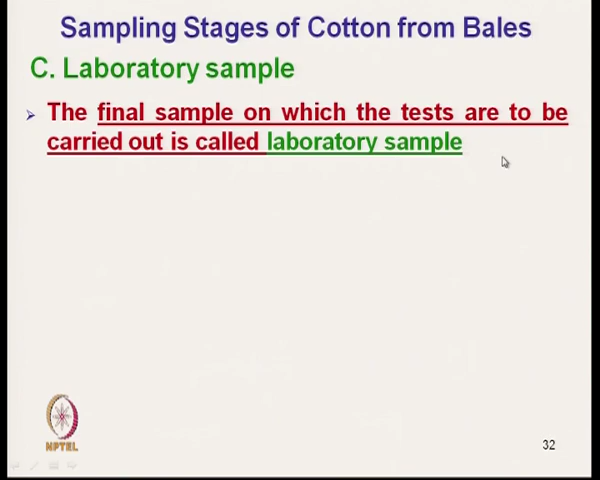 Sampling Stages of Cotton from Bales
C. Laboratory sample
The final sample on which the tests are to be
carried out is called laboratory sample
NPTEL
32